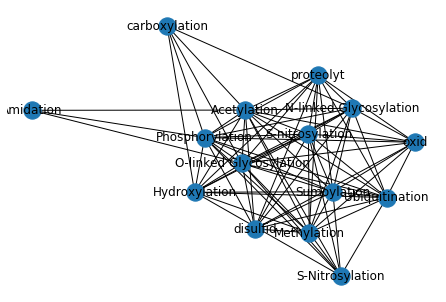 carboxylation
proteolyt
Amidation
Acetylation
N-linked Glycosylation
Phosphorylation
S-nitrosylation
oxid
O-linked Glycosylation
Hydroxylation
Sumoylation
Ubiquitination
disulfid
Methylation
S-Nitrosylation